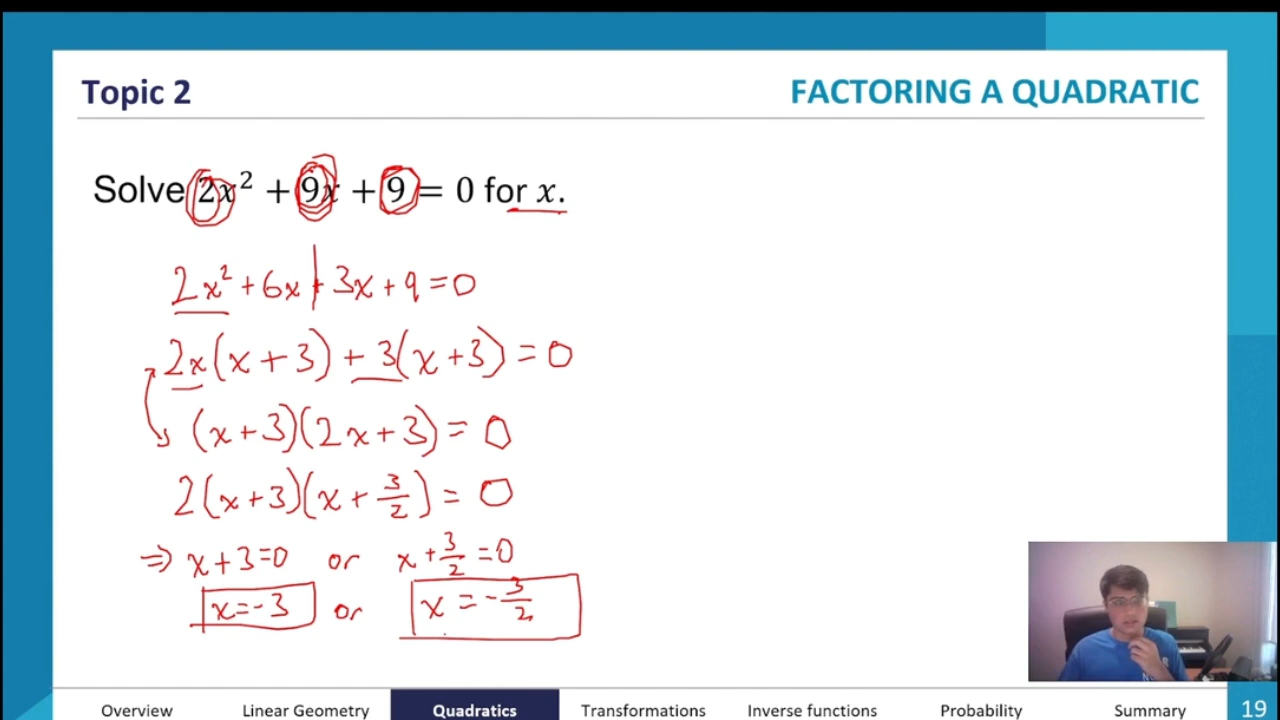 Topic 2
FACTORING A QUADRATIC
Solve 2x² + 9x + 9 = 0 for x.
2x² + 6x + 3x + 9 = 0
2x(x + 3) + 3(x + 3) = 0
(x + 3)(2x + 3) = 0
2(x + 3)(x + 3/2) = 0
⇒ x + 3 = 0 or x + 3/2 = 0
x = -3 or x = -3/2
Overview Linear Geometry Quadratics Transformations Inverse functions Probability Summary 19